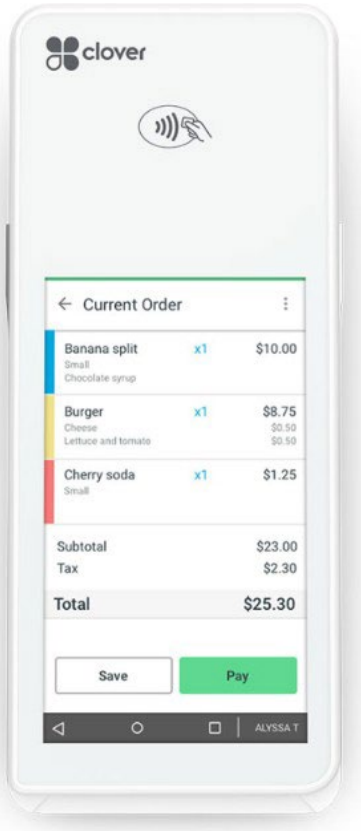 clover
← Current Order
Banana split x1 $10.00
Small
Chocolate syrup
Burger x1 $8.75
Cheese $0.50
Lettuce and tomato $0.50
Cherry soda x1 $1.25
Small
Subtotal $23.00
Tax $2.30
Total $25.30
Save Pay
ALYSSA T